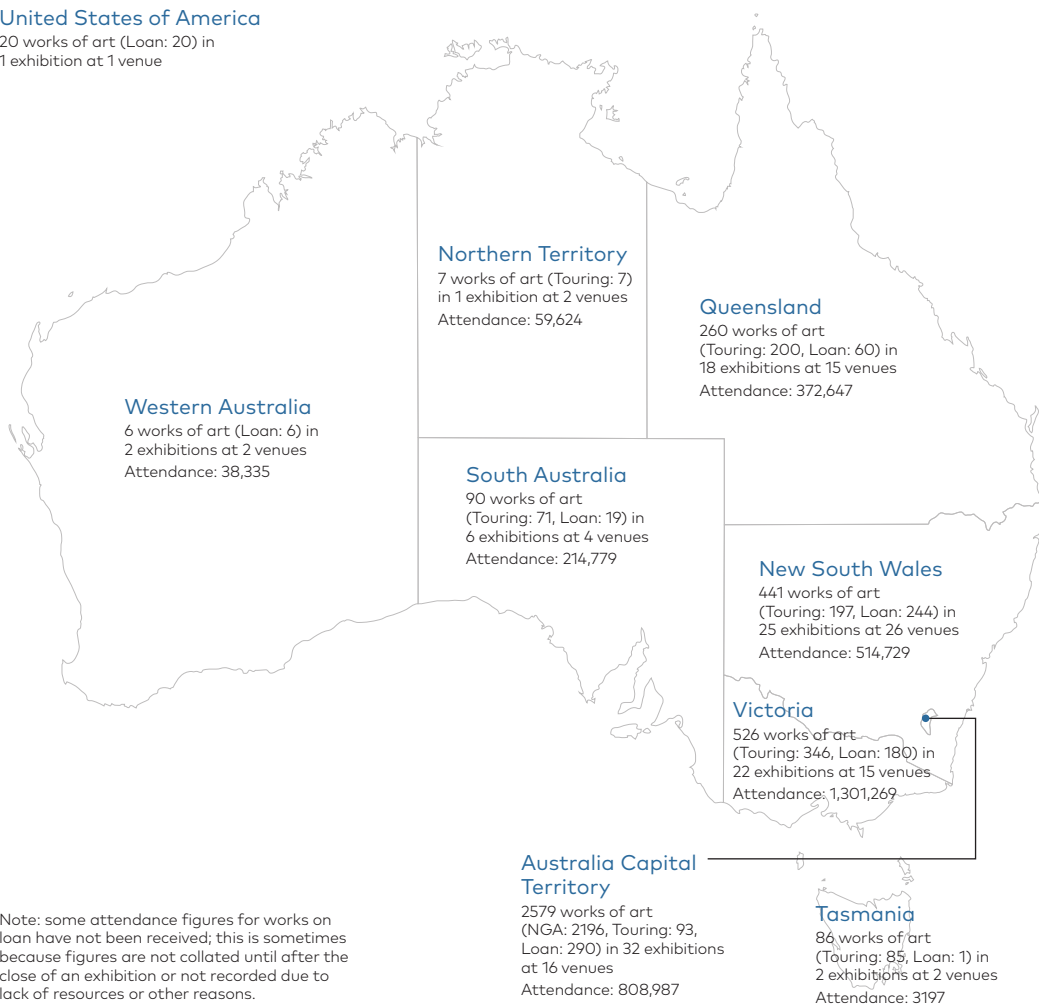 United States of America
20 works of art (Loan: 20) in
1 exhibition at 1 venue
Northern Territory
7 works of art (Touring: 7)
in 1 exhibition at 2 venues
Attendance: 59,624
Queensland
260 works of art
(Touring: 200, Loan: 60) in
18 exhibitions at 15 venues
Attendance: 372,647
Western Australia
6 works of art (Loan: 6) in
2 exhibitions at 2 venues
Attendance: 38,335
South Australia
90 works of art
(Touring: 71, Loan: 19) in
6 exhibitions at 4 venues
Attendance: 214,779
New South Wales
441 works of art
(Touring: 197, Loan: 244) in
25 exhibitions at 26 venues
Attendance: 514,729
Victoria
526 works of art
(Touring: 346, Loan: 180) in
22 exhibitions at 15 venues
Attendance: 1,301,269
Australia Capital
Territory
2579 works of art
(NGA: 2196, Touring: 93,
Loan: 290) in 32 exhibitions
at 16 venues
Attendance: 808,987
Tasmania
86 works of art
(Touring: 85, Loan: 1) in
2 exhibitions at 2 venues
Attendance: 3197
Note: some attendance figures for works on
loan have not been received; this is sometimes
because figures are not collated until after the
close of an exhibition or not recorded due to
lack of resources or other reasons.